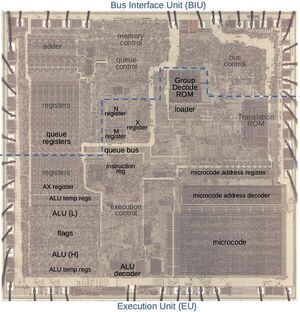 Bus Interface Unit (BIU)
adder
memory
control
queue
control
bus
control
Group
Decode
ROM
loader
registers
N
register
X
register
M
register
Translation
ROM
queue
registers
queue bus
registers
instruction
reg
microcode address register
AX register
ALU temp regs
microcode address decoder
execution
control
ALU (L)
flags
microcode
ALU (H)
ALU temp regs
ALU
decoder
Execution Unit (EU)